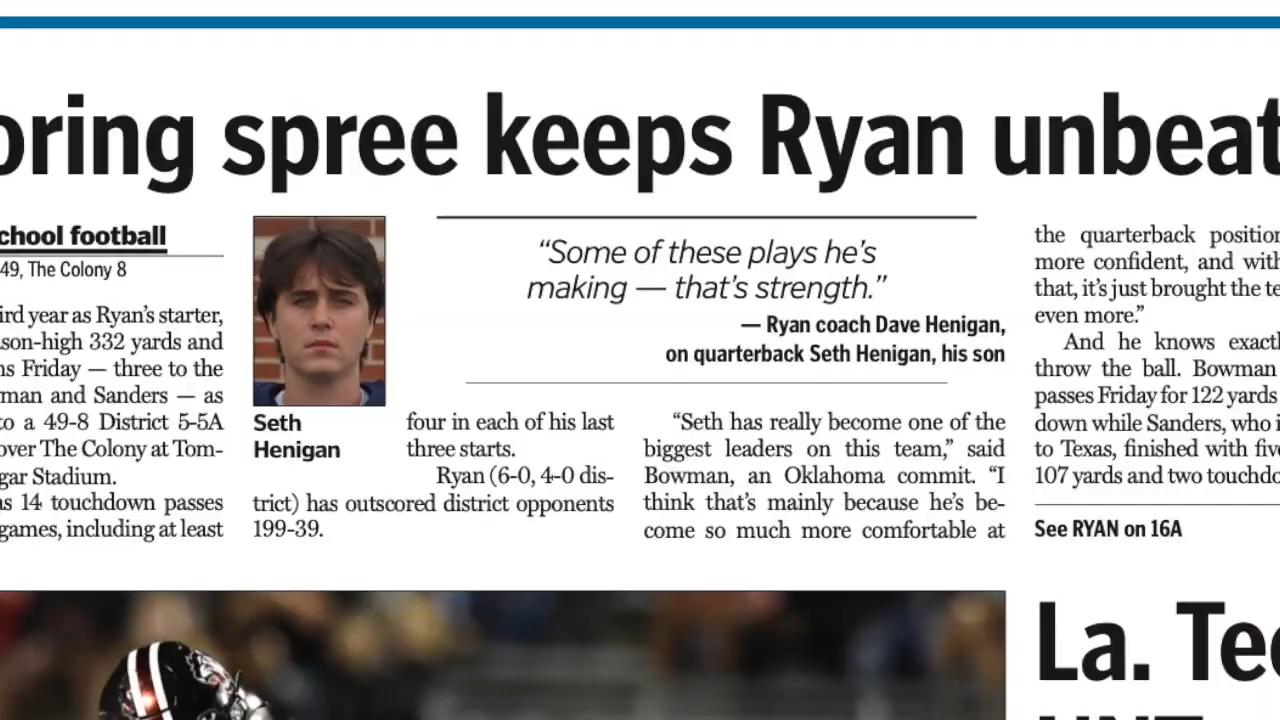 oring spree keeps Ryan unbeat
chool football
49, The Colony 8
ird year as Ryan's starter,
ason-high 332 yards and
ns Friday — three to the
man and Sanders — as
to a 49-8 District 5-5A
over The Colony at Tom-
gar Stadium.
as 14 touchdown passes
games, including at least
Seth
Henigan
four in each of his last
three starts.
Ryan (6-0, 4-0 dis-
trict) has outscored district opponents
199-39.
“Some of these plays he’s
making — that’s strength.”
— Ryan coach Dave Henigan,
on quarterback Seth Henigan, his son
“Seth has really become one of the
biggest leaders on this team,” said
Bowman, an Oklahoma commit. “I
think that’s mainly because he’s be-
come so much more comfortable at
the quarterback position
more confident, and with
that, it’s just brought the te
even more.”
And he knows exactl
throw the ball. Bowman
passes Friday for 122 yards
down while Sanders, who i
to Texas, finished with five
107 yards and two touchdo
See RYAN on 16A
La. Tec